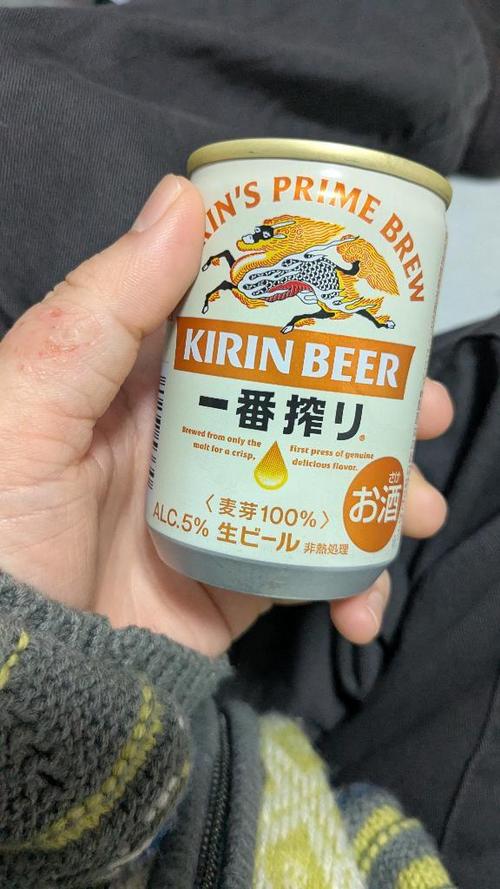 KIN'S PRIME BREW
KIRIN BEER
一番搾り®
Brewed from only the
malt for a crisp,
first press of genuine
delicious flavor.
〈麦芽100%〉
ALC.5% 生ビール 非熱処理
さけ
お酒